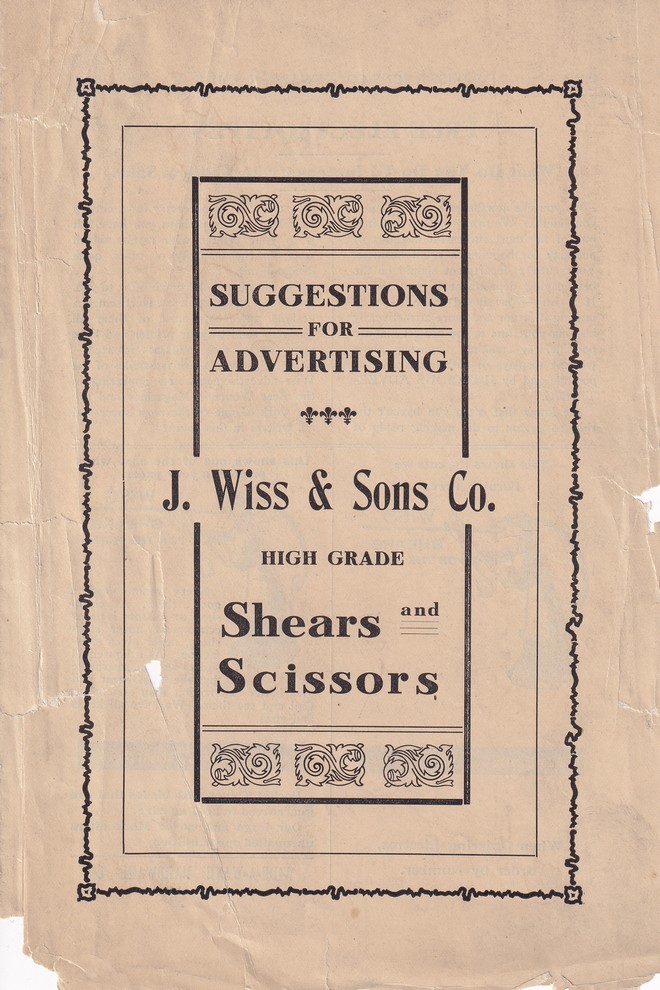 SUGGESTIONS
FOR
ADVERTISING
J. Wiss & Sons Co.
HIGH GRADE
Shears and
Scissors